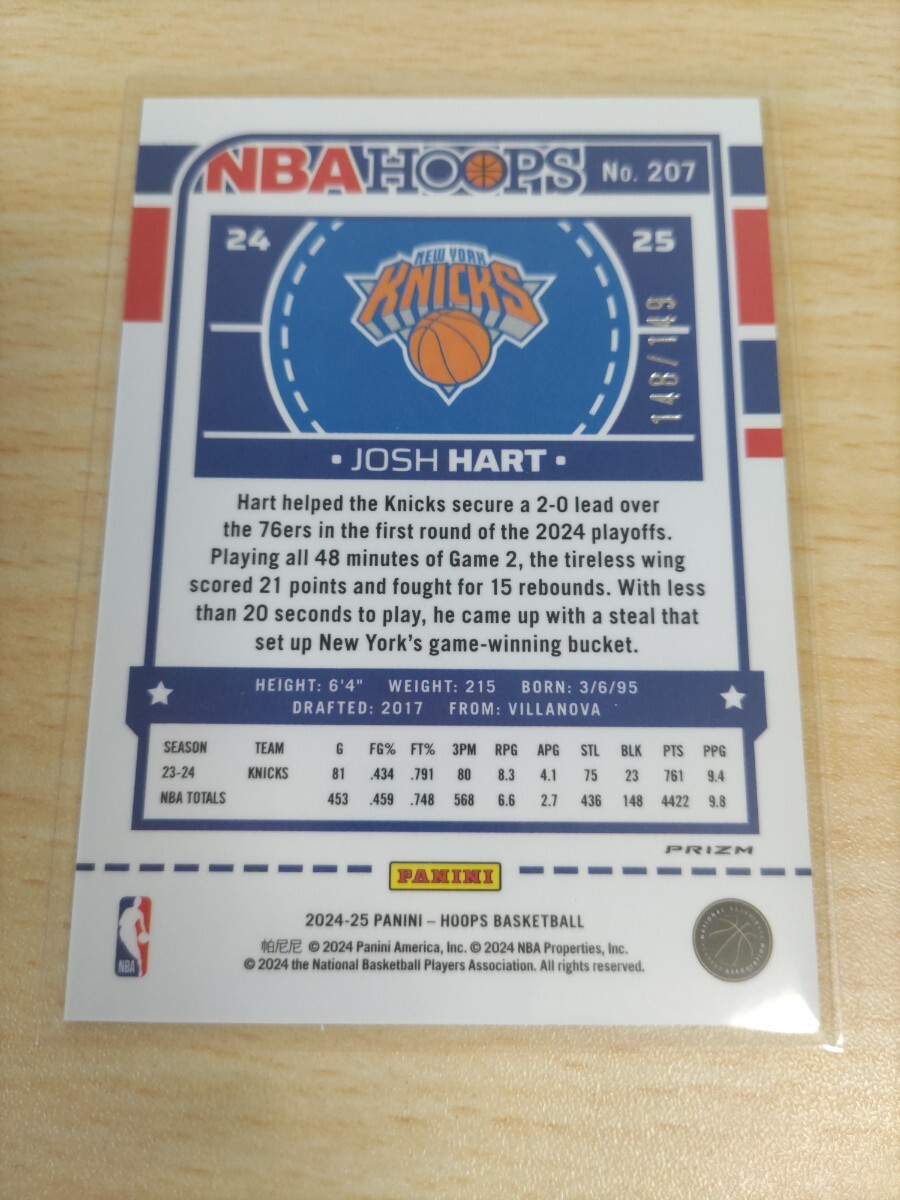 NBA HOOPS No. 207
24 25
NEW YORK
KNICKS
148/149
• JOSH HART •
Hart helped the Knicks secure a 2-0 lead over
the 76ers in the first round of the 2024 playoffs.
Playing all 48 minutes of Game 2, the tireless wing
scored 21 points and fought for 15 rebounds. With less
than 20 seconds to play, he came up with a steal that
set up New York's game-winning bucket.
HEIGHT: 6'4" WEIGHT: 215 BORN: 3/6/95
DRAFTED: 2017 FROM: VILLANOVA
SEASON TEAM G FG% FT% 3PM RPG APG STL BLK PTS PPG
23-24 KNICKS 81 .434 .791 80 8.3 4.1 75 23 761 9.4
NBA TOTALS 453 .459 .748 568 6.6 2.7 436 148 4422 9.8
PRIZM
PANINI
2024-25 PANINI – HOOPS BASKETBALL
帕尼尼 © 2024 Panini America, Inc. © 2024 NBA Properties, Inc.
© 2024 the National Basketball Players Association. All rights reserved.
NBA